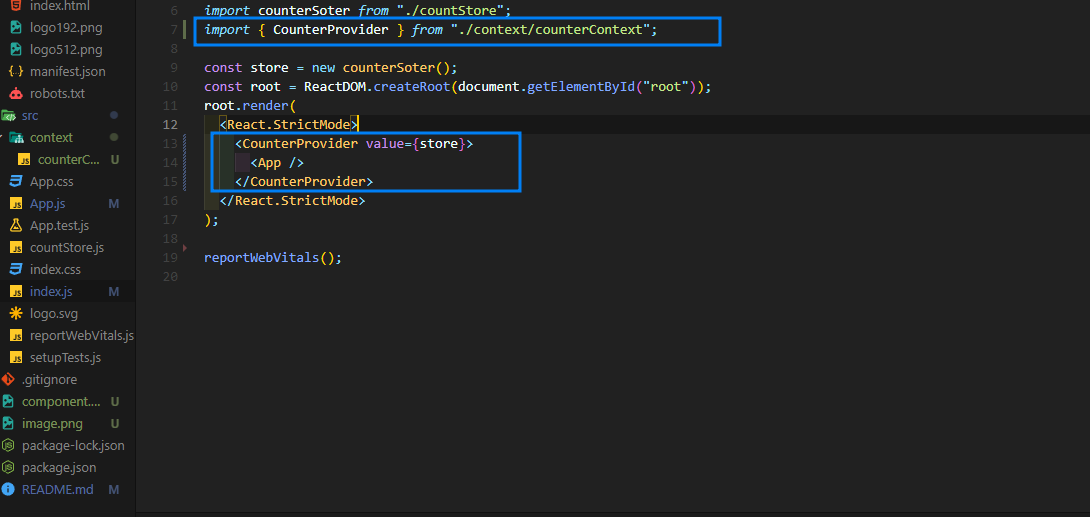 index.html
logo192.png
logo512.png
manifest.json
robots.txt
src
context
counterC... U
App.css
App.js M
App.test.js
countStore.js
index.css
index.js M
logo.svg
reportWebVitals.js
setupTests.js
.gitignore
component.... U
image.png U
package-lock.json
package.json
README.md M
6 import counterSoter from "./countStore";
7 import { CounterProvider } from "./context/counterContext";
8
9 const store = new counterSoter();
10 const root = ReactDOM.createRoot(document.getElementById("root"));
11 root.render(
12 <React.StrictMode>
13 <CounterProvider value={store}>
14 <App />
15 </CounterProvider>
16 </React.StrictMode>
17 );
18
19 reportWebVitals();
20